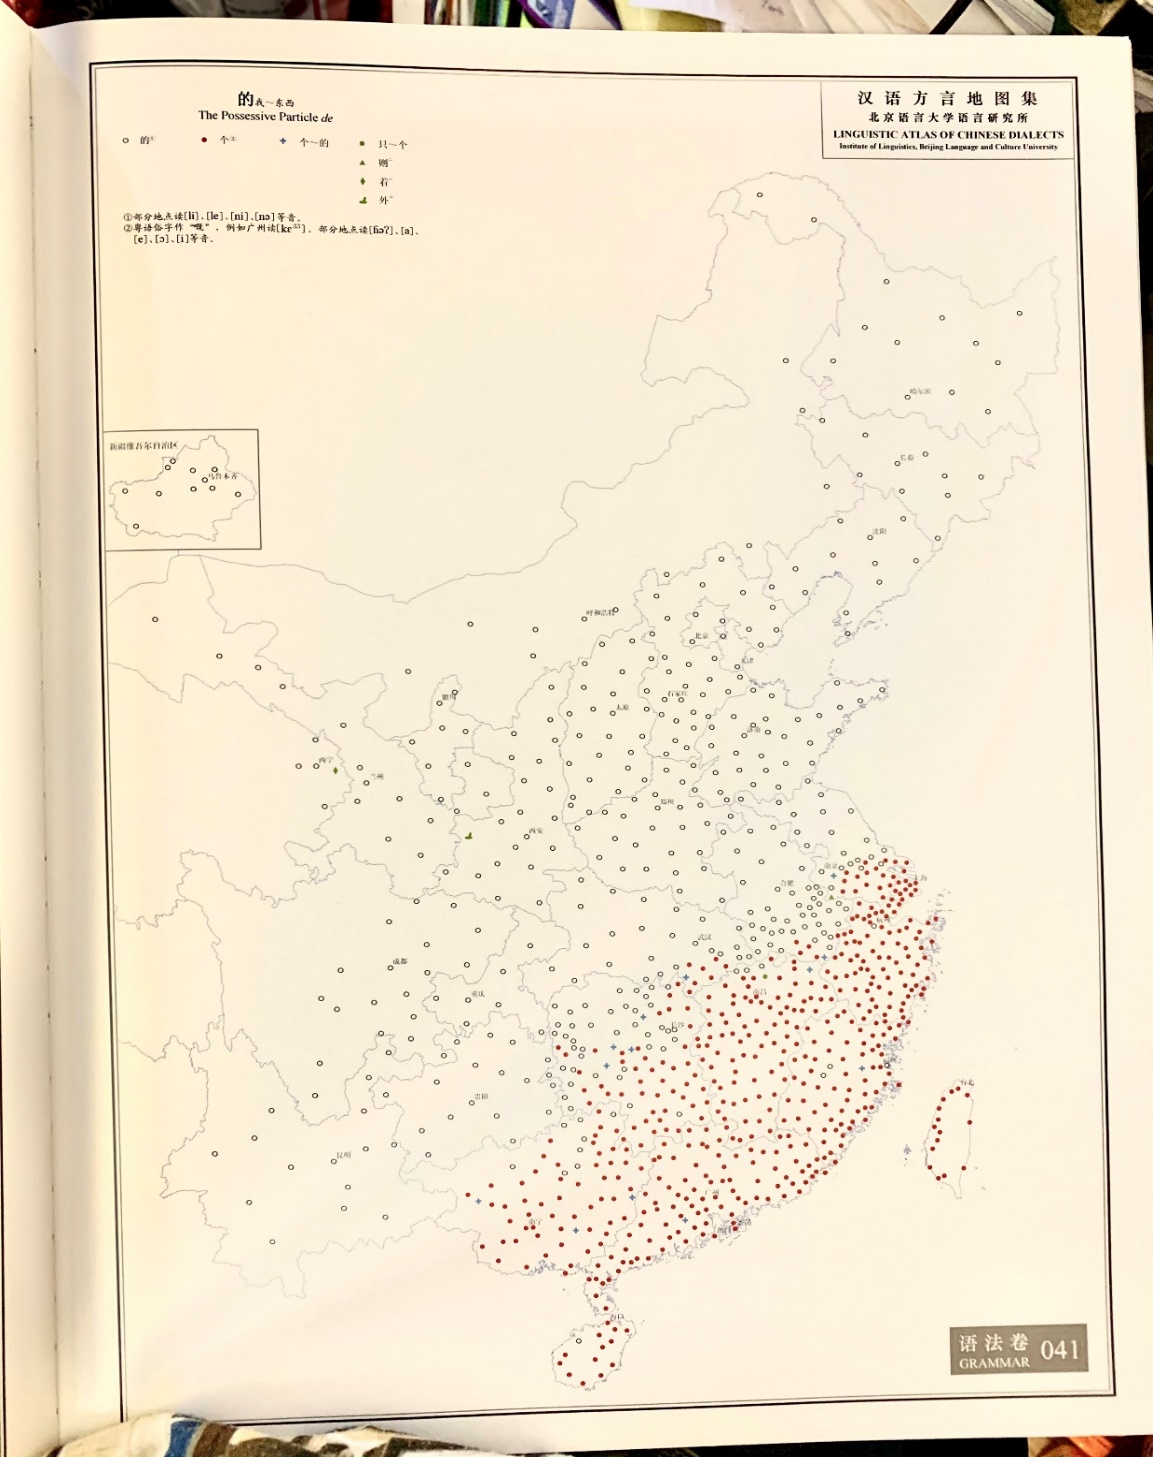 的我～东西
The Possessive Particle de
○ 的① ● 个② + 个～的 ● 只～个
▲ 则⁼
♦ 若⁼
外⁼
①部分地点读[li]、[le]、[ni]、[nə]等音。
②粤语俗字作“嘅”，例如广州读[kɛ³³]。部分地点读[ɦəʔ]、[a]、
[e]、[ɔ]、[i]等音。
汉语方言地图集
北京语言大学语言研究所
LINGUISTIC ATLAS OF CHINESE DIALECTS
Institute of Linguistics, Beijing Language and Culture University
哈尔滨
新疆维吾尔自治区
长春
乌鲁木齐
沈阳
呼和浩特
北京
天津
银川
石家庄
太原
济南
西宁
兰州
郑州
西安
南京
上海
合肥
杭州
武汉
成都
重庆
南昌
长沙
台北
贵阳
昆明
广州
南宁
海口
语法卷 041
GRAMMAR